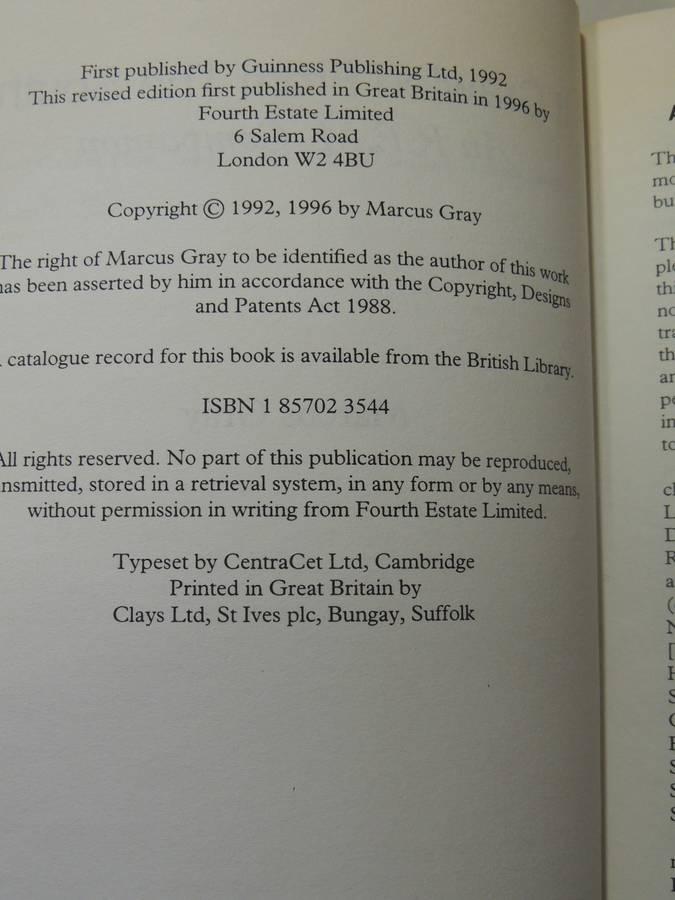 First published by Guinness Publishing Ltd, 1992
This revised edition first published in Great Britain in 1996 by
Fourth Estate Limited
6 Salem Road
London W2 4BU
Copyright © 1992, 1996 by Marcus Gray
The right of Marcus Gray to be identified as the author of this work
has been asserted by him in accordance with the Copyright, Designs
and Patents Act 1988.
catalogue record for this book is available from the British Library.
ISBN 1 85702 3544
All rights reserved. No part of this publication may be reproduced,
nsmitted, stored in a retrieval system, in any form or by any means,
without permission in writing from Fourth Estate Limited.
Typeset by CentraCet Ltd, Cambridge
Printed in Great Britain by
Clays Ltd, St Ives plc, Bungay, Suffolk